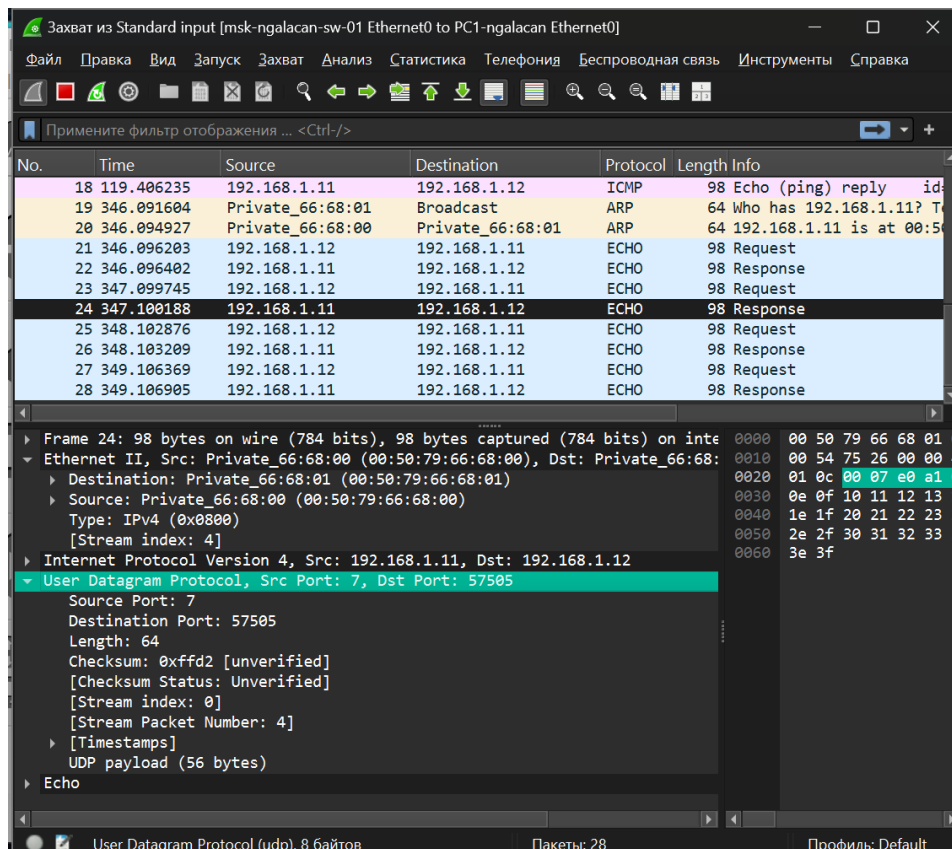 Захват из Standard input [msk-ngalacan-sw-01 Ethernet0 to PC1-ngalacan Ethernet0]
Файл Правка Вид Запуск Захват Анализ Статистика Телефония Беспроводная связь Инструменты Справка
Примените фильтр отображения ... <Ctrl-/>
No. Time Source Destination Protocol Length Info
18 119.406235 192.168.1.11 192.168.1.12 ICMP 98 Echo (ping) reply id
19 346.091604 Private_66:68:01 Broadcast ARP 64 Who has 192.168.1.11? T
20 346.094927 Private_66:68:00 Private_66:68:01 ARP 64 192.168.1.11 is at 00:5
21 346.096203 192.168.1.12 192.168.1.11 ECHO 98 Request
22 346.096402 192.168.1.11 192.168.1.12 ECHO 98 Response
23 347.099745 192.168.1.12 192.168.1.11 ECHO 98 Request
24 347.100188 192.168.1.11 192.168.1.12 ECHO 98 Response
25 348.102876 192.168.1.12 192.168.1.11 ECHO 98 Request
26 348.103209 192.168.1.11 192.168.1.12 ECHO 98 Response
27 349.106369 192.168.1.12 192.168.1.11 ECHO 98 Request
28 349.106905 192.168.1.11 192.168.1.12 ECHO 98 Response
Frame 24: 98 bytes on wire (784 bits), 98 bytes captured (784 bits) on inte
Ethernet II, Src: Private_66:68:00 (00:50:79:66:68:00), Dst: Private_66:68:
Destination: Private_66:68:01 (00:50:79:66:68:01)
Source: Private_66:68:00 (00:50:79:66:68:00)
Type: IPv4 (0x0800)
[Stream index: 4]
Internet Protocol Version 4, Src: 192.168.1.11, Dst: 192.168.1.12
User Datagram Protocol, Src Port: 7, Dst Port: 57505
Source Port: 7
Destination Port: 57505
Length: 64
Checksum: 0xffd2 [unverified]
[Checksum Status: Unverified]
[Stream index: 0]
[Stream Packet Number: 4]
[Timestamps]
UDP payload (56 bytes)
Echo
0000 00 50 79 66 68 01
0010 00 54 75 26 00 00
0020 01 0c 00 07 e0 a1
0030 0e 0f 10 11 12 13
0040 1e 1f 20 21 22 23
0050 2e 2f 30 31 32 33
0060 3e 3f
User Datagram Protocol (udp), 8 байтов Пакеты: 28 Профиль: Default